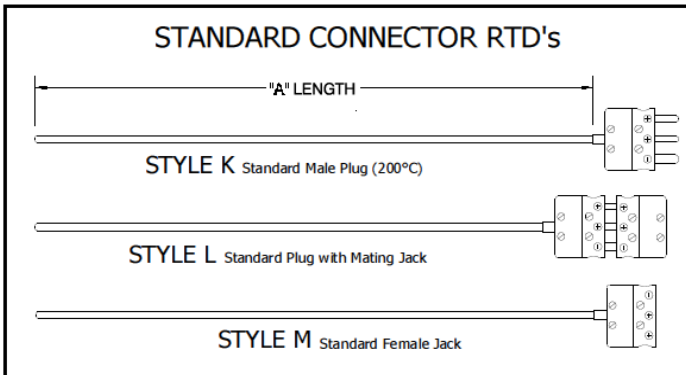 STANDARD CONNECTOR RTD's
"A" LENGTH
STYLE K Standard Male Plug (200°C)
STYLE L Standard Plug with Mating Jack
STYLE M Standard Female Jack